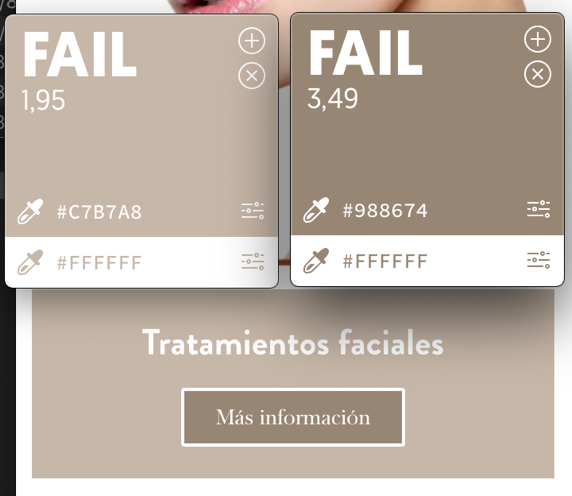 FAIL
1,95
#C7B7A8
#FFFFFF
FAIL
3,49
#988674
#FFFFFF
Tratamientos faciales
Más información